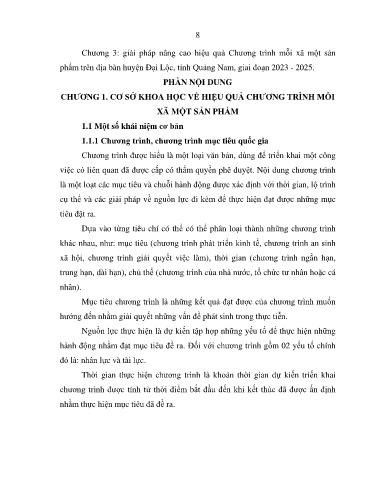 8
Chương 3: giải pháp nâng cao hiệu quả Chương trình mỗi xã một sản
phẩm trên địa bàn huyện Đại Lộc, tỉnh Quảng Nam, giai đoạn 2023 - 2025.
PHẦN NỘI DUNG
CHƯƠNG 1. CƠ SỞ KHOA HỌC VỀ HIỆU QUẢ CHƯƠNG TRÌNH MỖI
XÃ MỘT SẢN PHẨM
1.1 Một số khái niệm cơ bản
1.1.1 Chương trình, chương trình mục tiêu quốc gia
Chương trình được hiểu là một loại văn bản, dùng để triển khai một công
việc có liên quan đã được cấp có thẩm quyền phê duyệt. Nội dung chương trình
là một loạt các mục tiêu và chuỗi hành động được xác định với thời gian, lộ trình
cụ thể và các giải pháp về nguồn lực đi kèm để thực hiện đạt được những mục
tiêu đặt ra.
Dựa vào từng tiêu chí có thể có thể phân loại thành những chương trình
khác nhau, như: mục tiêu (chương trình phát triển kinh tế, chương trình an sinh
xã hội, chương trình giải quyết việc làm), thời gian (chương trình ngắn hạn,
trung hạn, dài hạn), chủ thể (chương trình của nhà nước, tổ chức tư nhân hoặc cá
nhân).
Mục tiêu chương trình là những kết quả đạt được của chương trình muốn
hướng đến nhằm giải quyết những vấn đề phát sinh trong thực tiễn.
Nguồn lực thực hiện là dự kiến tập hợp những yếu tố để thực hiện những
hành động nhằm đạt mục tiêu đề ra. Đối với chương trình gồm 02 yếu tố chính
đó là: nhân lực và tài lực.
Thời gian thực hiện chương trình là khoản thời gian dự kiến triển khai
chương trình được tính từ thời điểm bắt đầu đến khi kết thúc đã được ấn định
nhằm thực hiện mục tiêu đã đề ra.